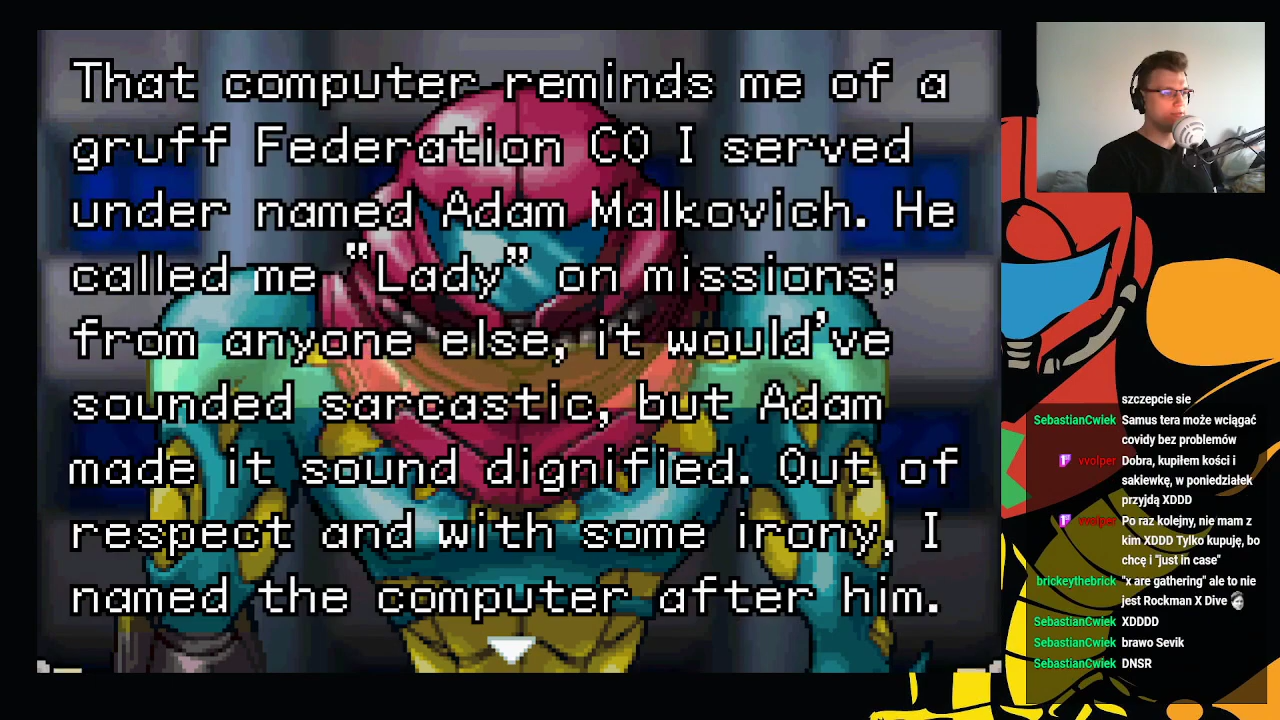 That computer reminds me of a
gruff Federation CO I served
under named Adam Malkovich. He
called me "Lady" on missions;
from anyone else, it would've
sounded sarcastic, but Adam
made it sound dignified. Out of
respect and with some irony, I
named the computer after him.
szczepcie sie
SebastianCwiek Samus tera może wciągać
covidy bez problemów
vvolper Dobra, kupiłem kości i
sakiewkę, w poniedziałek
przyjdą XDDD
vvolper Po raz kolejny, nie mam z
kim XDDD Tylko kupuję, bo
chcę i "just in case"
brickeythebrick "x are gathering" ale to nie
jest Rockman X Dive
SebastianCwiek XDDDD
SebastianCwiek brawo Sevik
SebastianCwiek DNSR